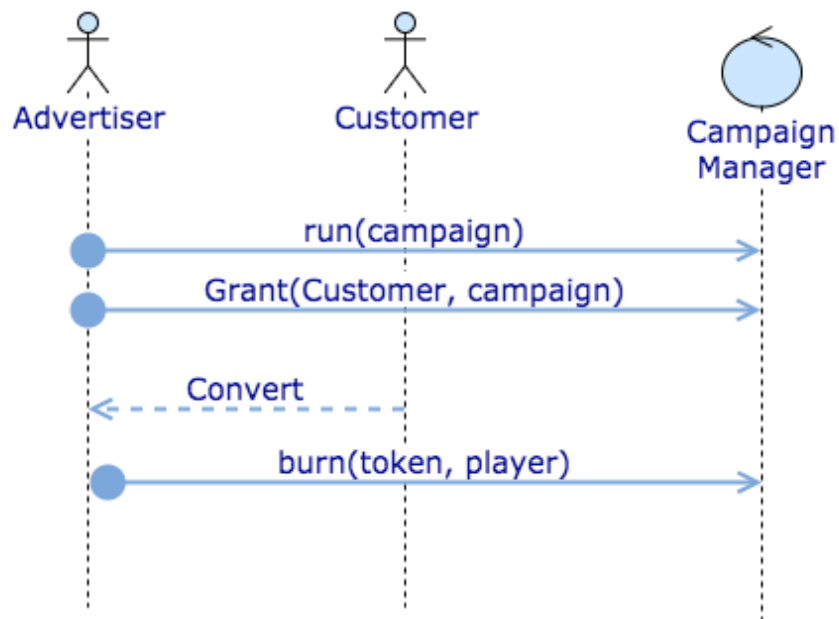 Advertiser
Customer
Campaign
Manager
run(campaign)
Grant(Customer, campaign)
Convert
burn(token, player)